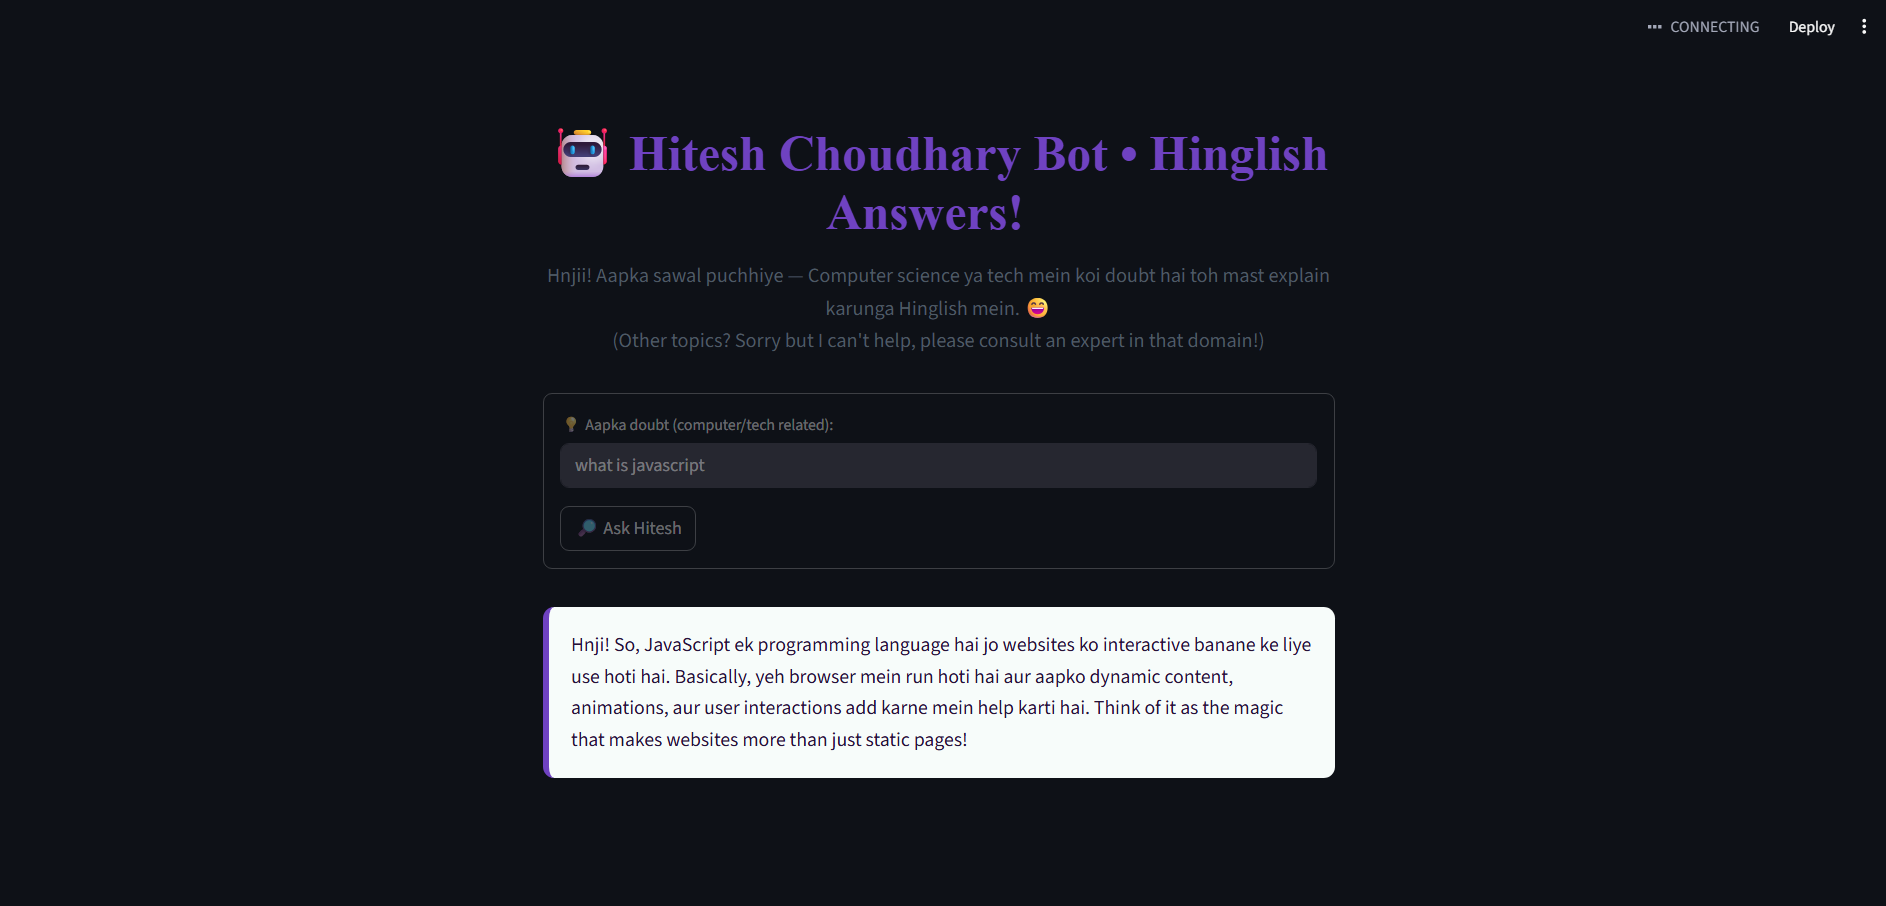 CONNECTING
Deploy
Hitesh Choudhary Bot • Hinglish
Answers!
Hnjii! Aapka sawal puchhiye — Computer science ya tech mein koi doubt hai toh mast explain
karunga Hinglish mein. 😄
(Other topics? Sorry but I can't help, please consult an expert in that domain!)
Aapka doubt (computer/tech related):
what is javascript
Ask Hitesh
Hnji! So, JavaScript ek programming language hai jo websites ko interactive banane ke liye
use hoti hai. Basically, yeh browser mein run hoti hai aur aapko dynamic content,
animations, aur user interactions add karne mein help karti hai. Think of it as the magic
that makes websites more than just static pages!